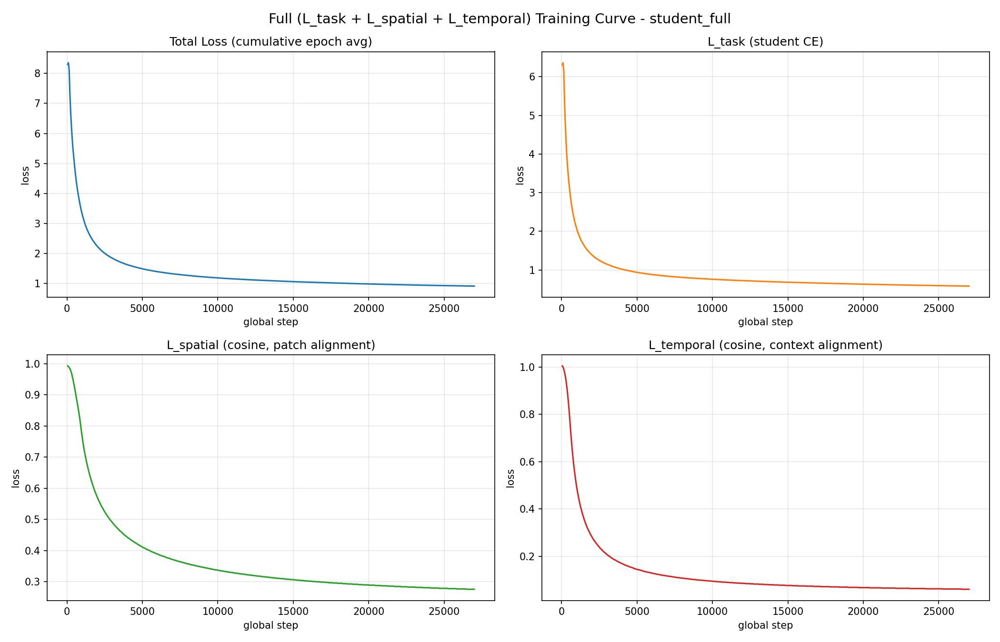 Full (L_task + L_spatial + L_temporal) Training Curve - student_full
Total Loss (cumulative epoch avg)
8
7
6
5
4
3
2
1
loss
0 5000 10000 15000 20000 25000
global step
L_task (student CE)
6
5
4
3
2
1
loss
0 5000 10000 15000 20000 25000
global step
L_spatial (cosine, patch alignment)
1.0
0.9
0.8
0.7
0.6
0.5
0.4
0.3
loss
0 5000 10000 15000 20000 25000
global step
L_temporal (cosine, context alignment)
1.0
0.8
0.6
0.4
0.2
loss
0 5000 10000 15000 20000 25000
global step